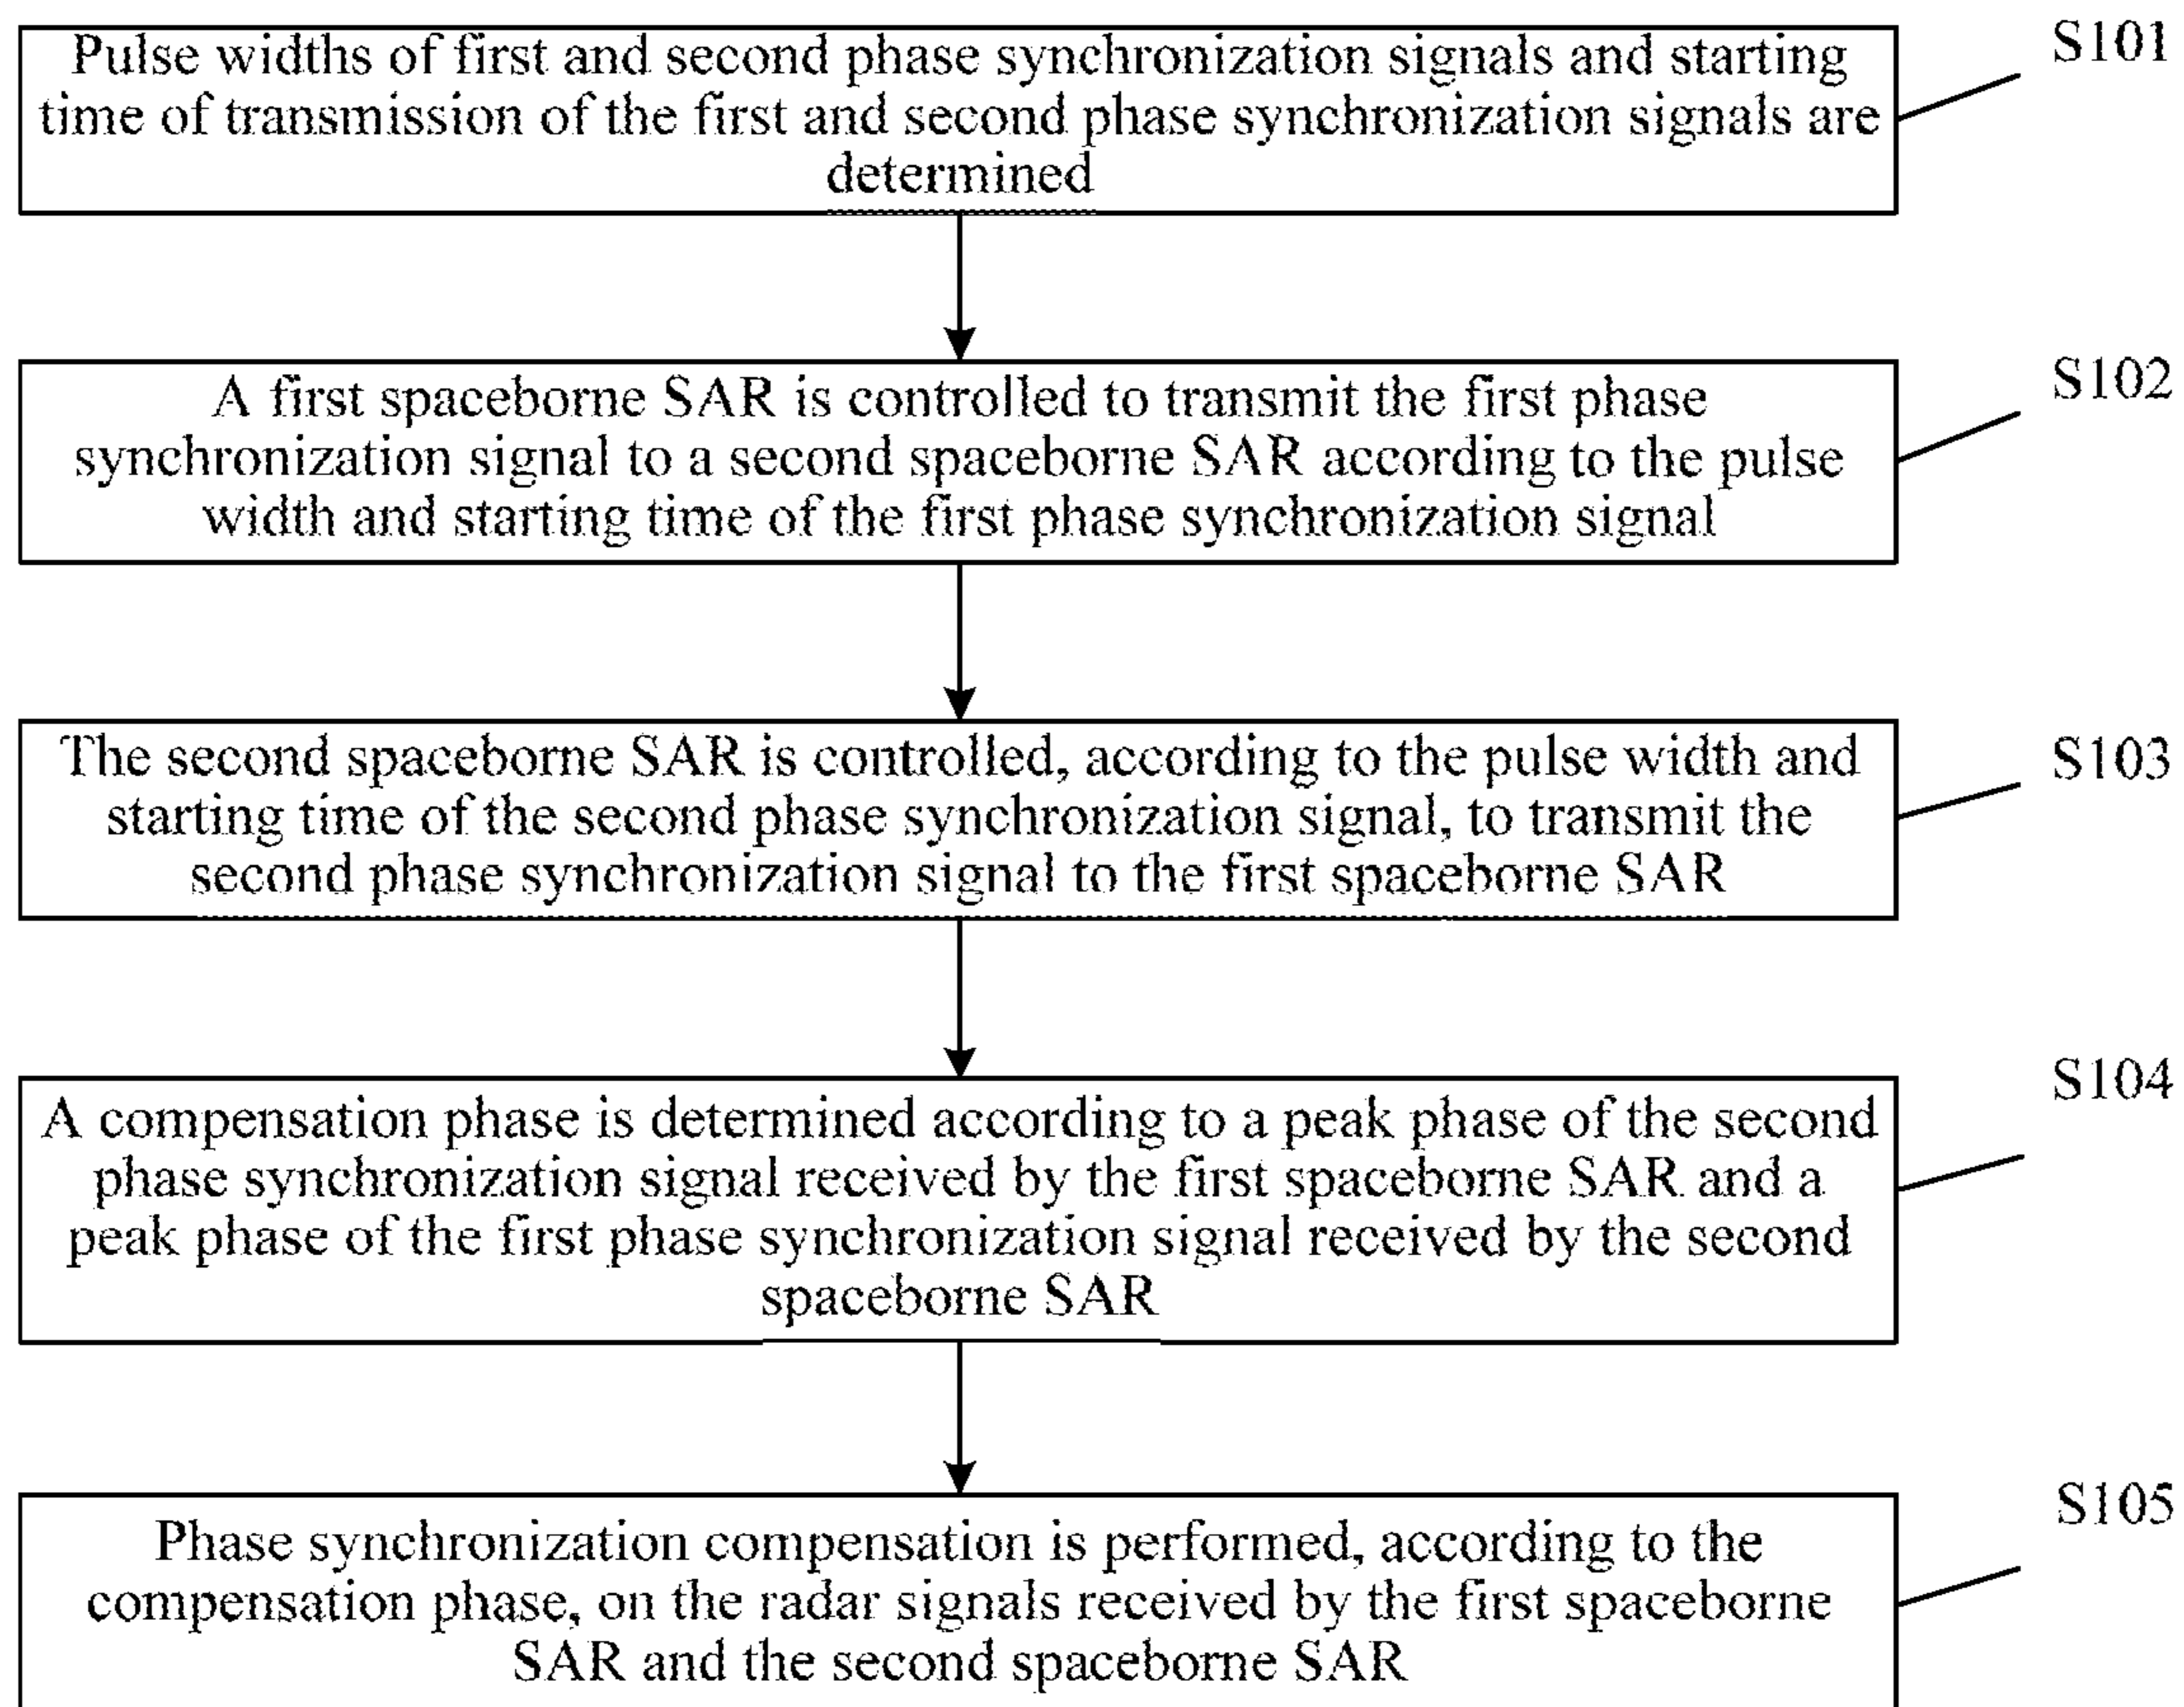 Pulse widths of first and second phase synchronization signals and starting
time of transmission of the first and second phase synchronization signals are
determined
S101
A first spaceborne SAR is controlled to transmit the first phase
synchronization signal to a second spaceborne SAR according to the pulse
width and starting time of the first phase synchronization signal
S102
The second spaceborne SAR is controlled, according to the pulse width and
starting time of the second phase synchronization signal, to transmit the
second phase synchronization signal to the first spaceborne SAR
S103
A compensation phase is determined according to a peak phase of the second
phase synchronization signal received by the first spaceborne SAR and a
peak phase of the first phase synchronization signal received by the second
spaceborne SAR
S104
Phase synchronization compensation is performed, according to the
compensation phase, on the radar signals received by the first spaceborne
SAR and the second spaceborne SAR
S105